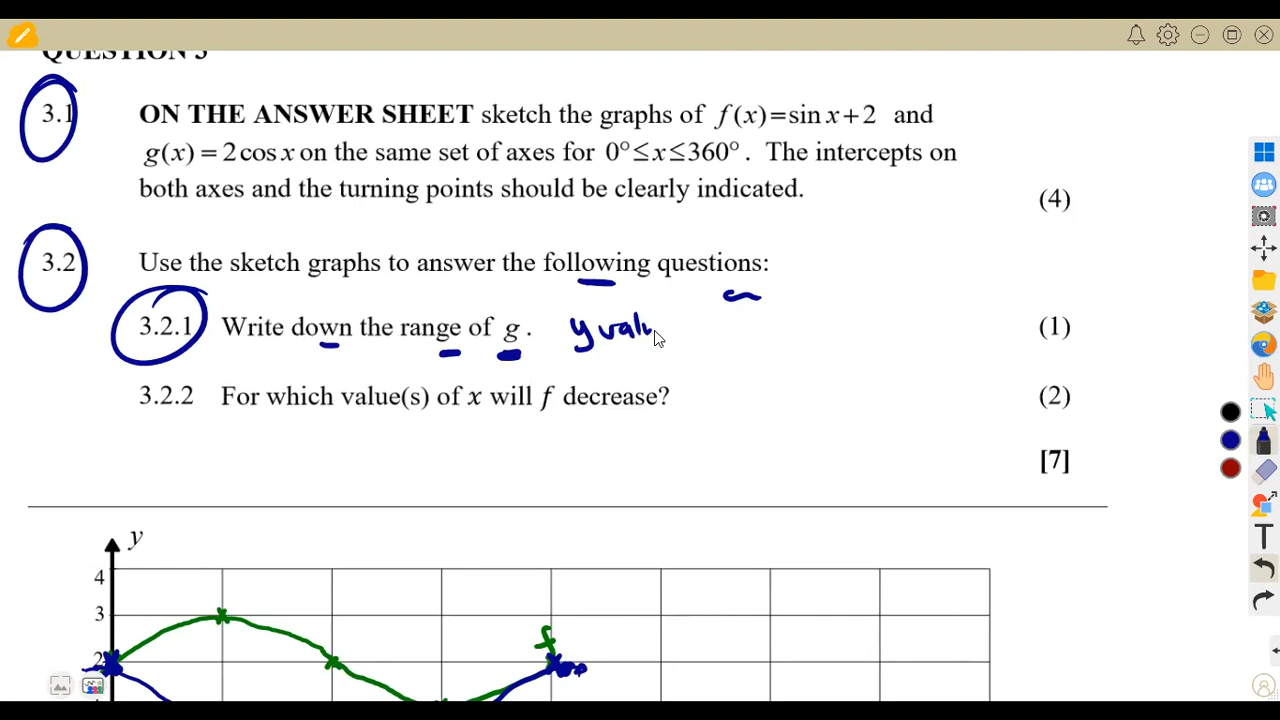 QUESTION 3
3.1 ON THE ANSWER SHEET sketch the graphs of f(x)=sin x+2 and
g(x)=2cos x on the same set of axes for 0°≤x≤360°. The intercepts on
both axes and the turning points should be clearly indicated. (4)
3.2 Use the sketch graphs to answer the following questions:
3.2.1 Write down the range of g. y valu (1)
3.2.2 For which value(s) of x will f decrease? (2)
[7]
y
4
3
f
2
T